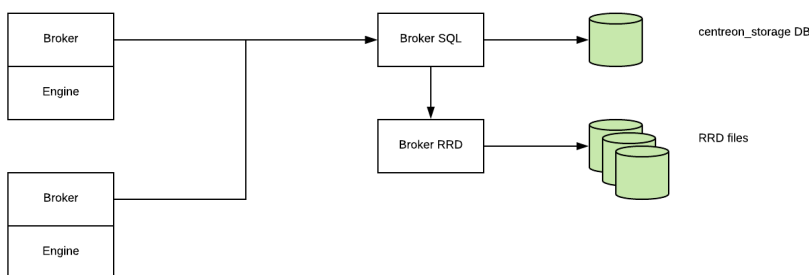 Broker
Broker SQL
centreon_storage DB
Engine
Broker RRD
RRD files
Broker
Engine